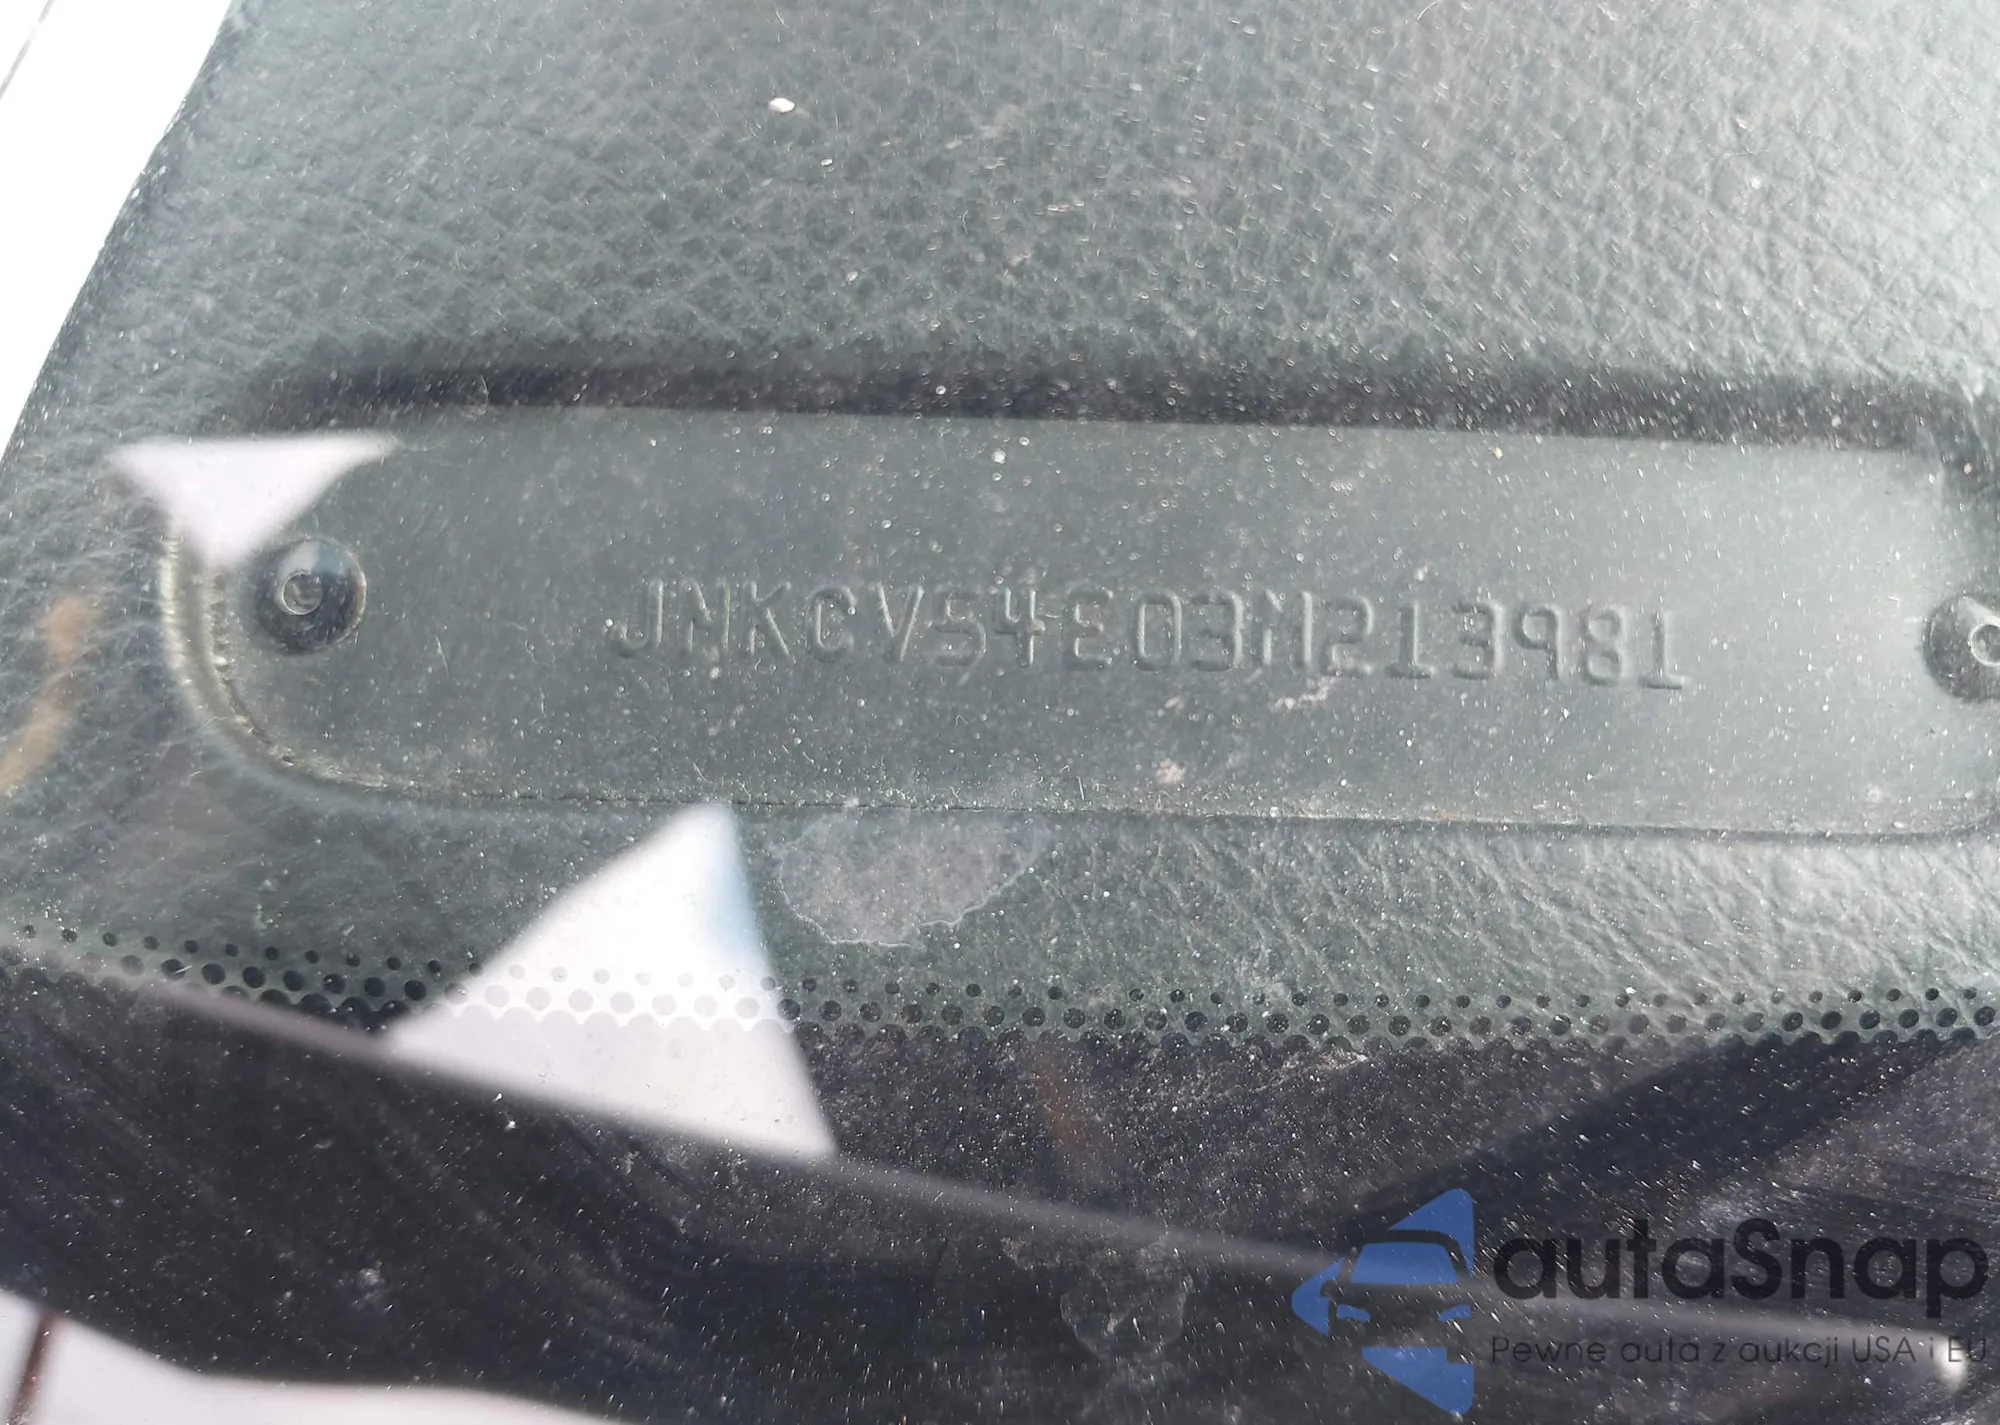 JNKCV54E03M213981
autaSnap
Pewne auta z aukcji USA i EU